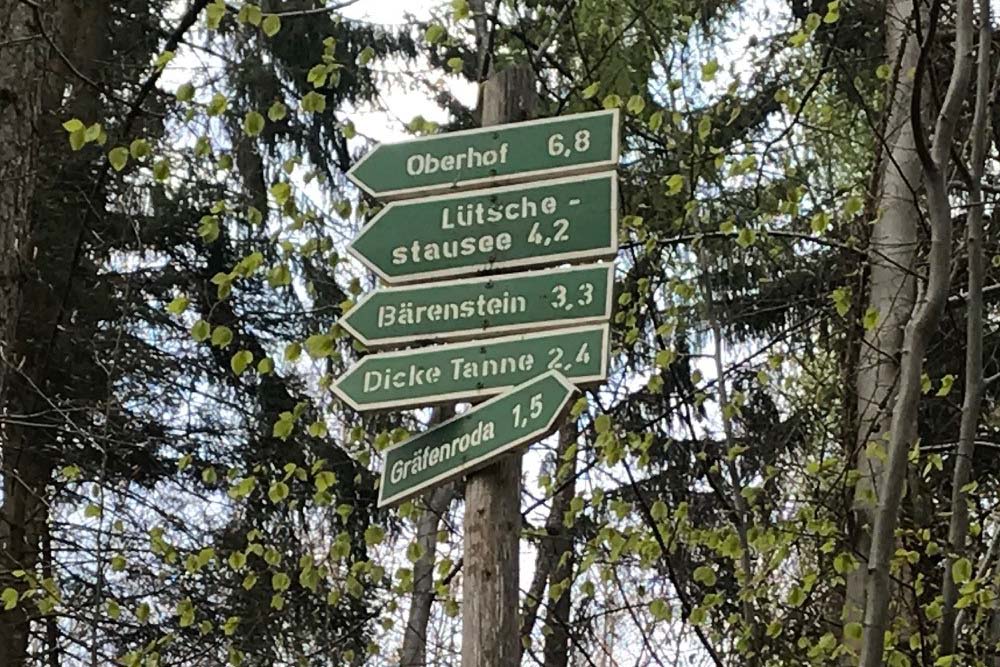 Oberhof 6,8
Lütsche-
stausee 4,2
Bärenstein 3,3
Dicke Tanne 2,4
Gräfenroda 1,5